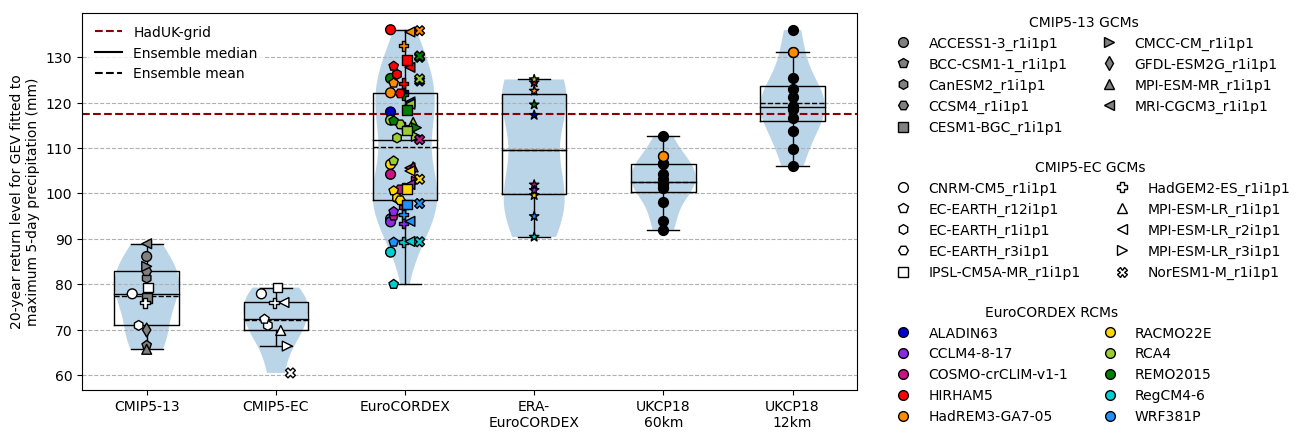 20-year return level for GEV fitted to
maximum 5-day precipitation (mm)
130
120
110
100
90
80
70
60
HadUK-grid
Ensemble median
Ensemble mean
CMIP5-13
CMIP5-EC
EuroCORDEX
ERA-
EuroCORDEX
UKCP18
60km
UKCP18
12km
CMIP5-13 GCMs
ACCESS1-3_r1i1p1
BCC-CSM1-1_r1i1p1
CanESM2_r1i1p1
CCSM4_r1i1p1
CESM1-BGC_r1i1p1
CMCC-CM_r1i1p1
GFDL-ESM2G_r1i1p1
MPI-ESM-MR_r1i1p1
MRI-CGCM3_r1i1p1
CMIP5-EC GCMs
CNRM-CM5_r1i1p1
EC-EARTH_r12i1p1
EC-EARTH_r1i1p1
EC-EARTH_r3i1p1
IPSL-CM5A-MR_r1i1p1
HadGEM2-ES_r1i1p1
MPI-ESM-LR_r1i1p1
MPI-ESM-LR_r2i1p1
MPI-ESM-LR_r3i1p1
NorESM1-M_r1i1p1
EuroCORDEX RCMs
ALADIN63
CCLM4-8-17
COSMO-crCLIM-v1-1
HIRHAM5
HadREM3-GA7-05
RACMO22E
RCA4
REMO2015
RegCM4-6
WRF381P